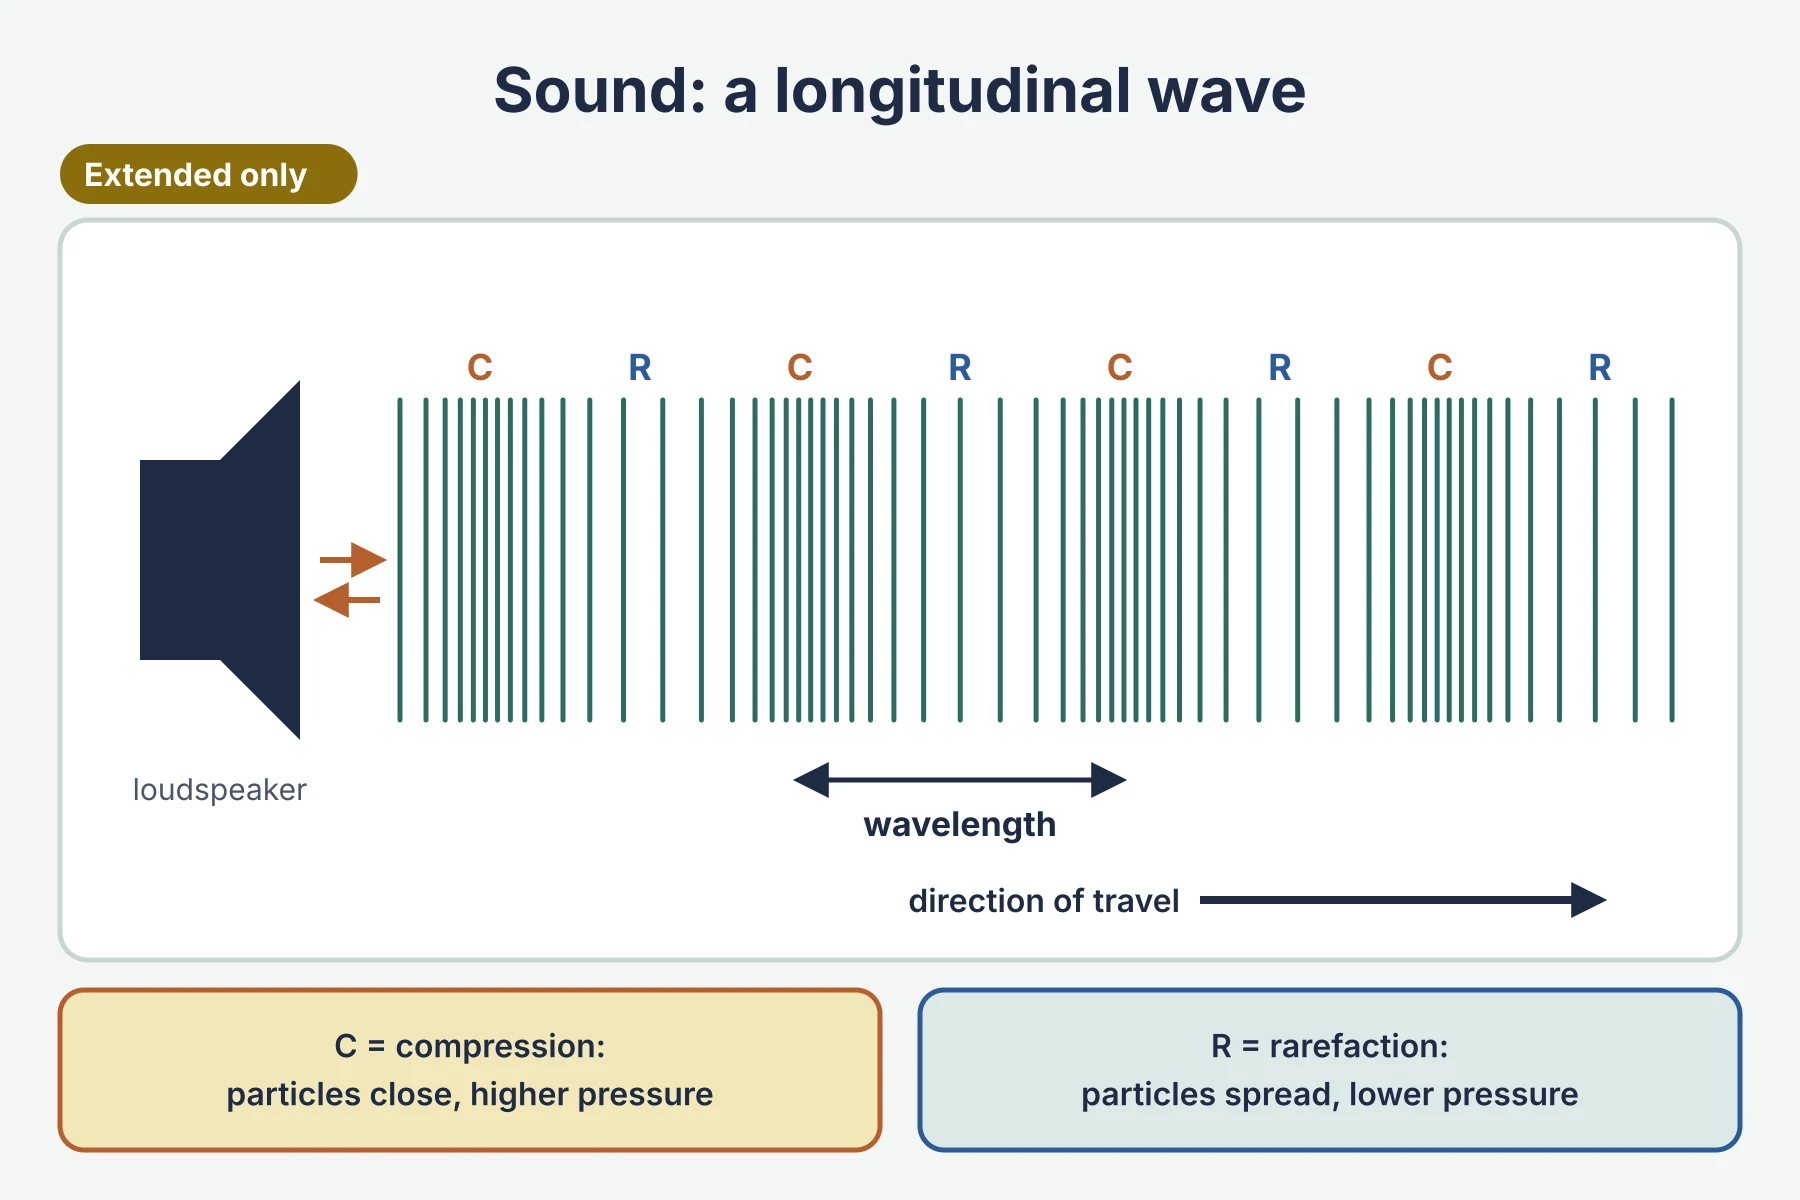 Sound: a longitudinal wave
Extended only
C R C R C R C R
loudspeaker
wavelength
direction of travel
C = compression:
particles close, higher pressure
R = rarefaction:
particles spread, lower pressure